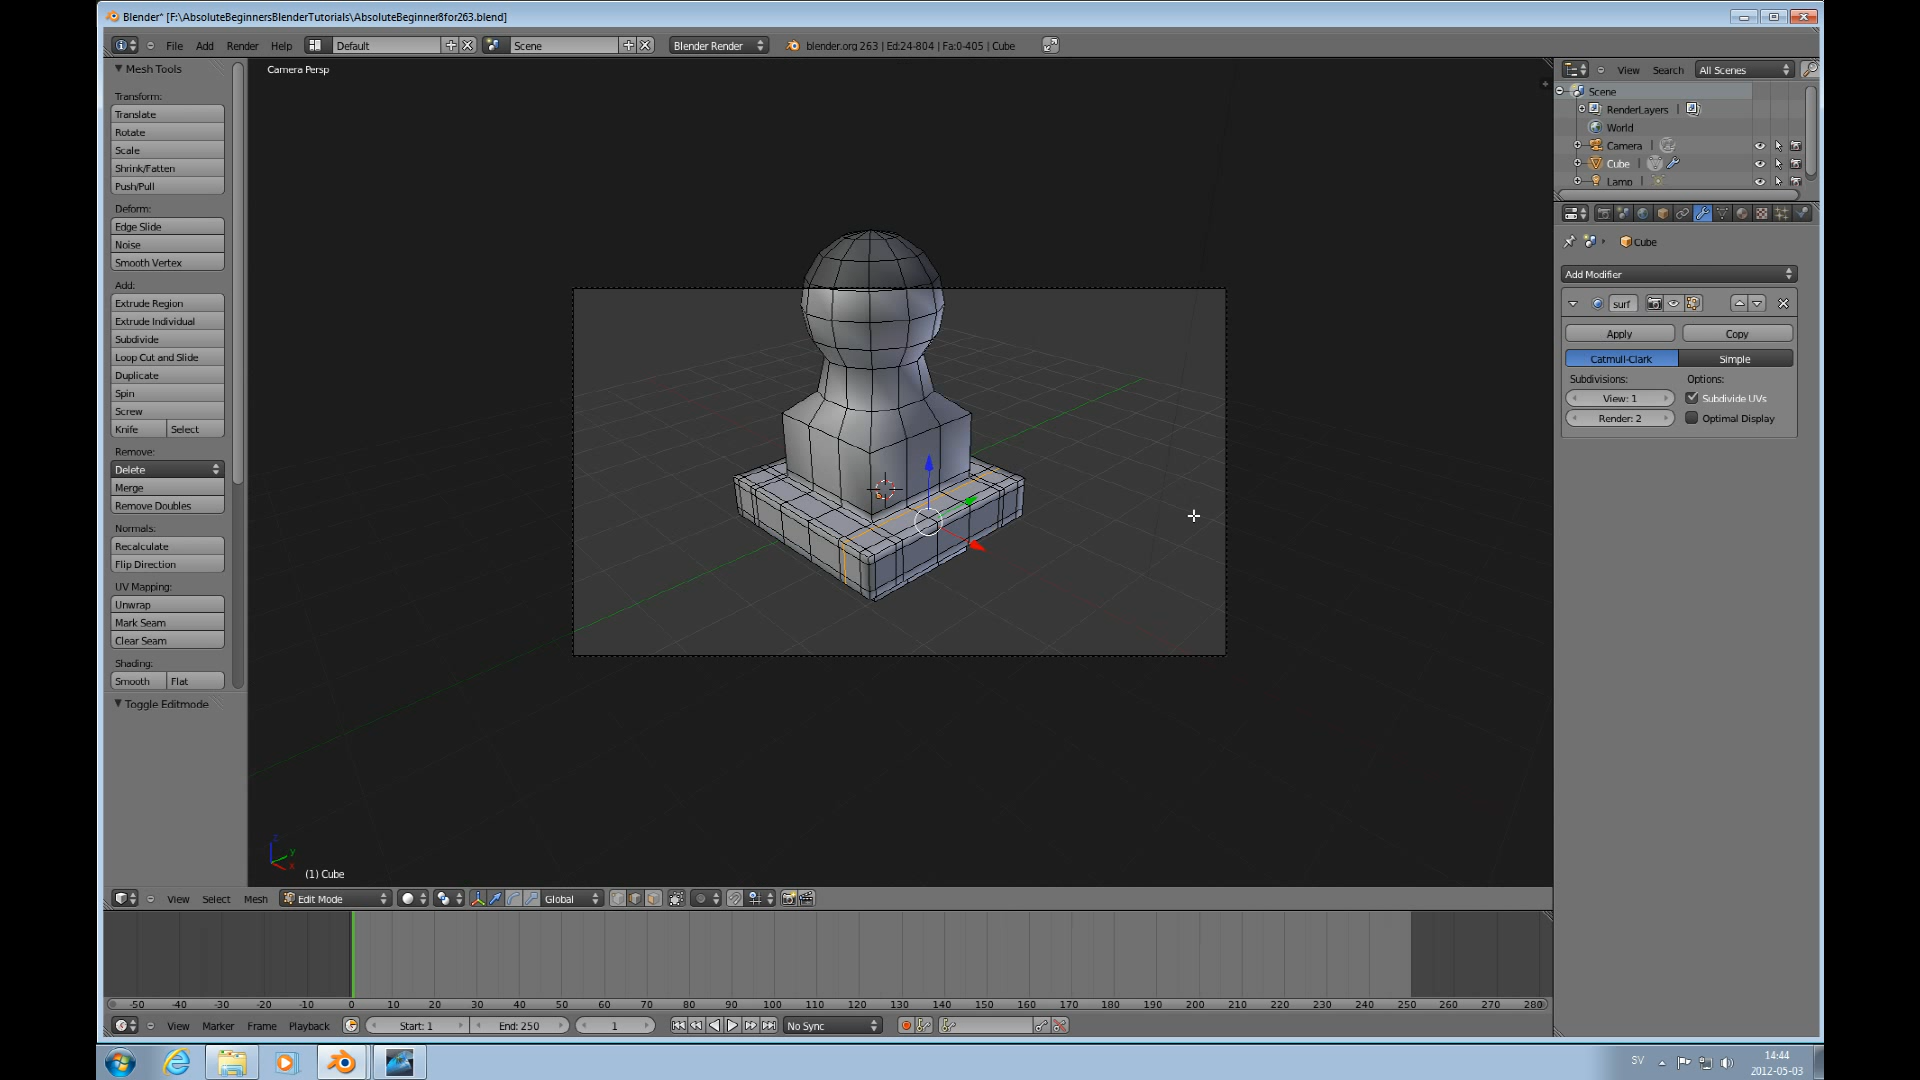 Blender* [F:\AbsoluteBeginnersBlenderTutorials\AbsoluteBeginner8for263.blend]
File Add Render Help Default Scene Blender Render blender.org 263 | Ed:24-804 | Fa:0-405 | Cube
Mesh Tools
Transform:
Translate
Rotate
Scale
Shrink/Fatten
Push/Pull
Deform:
Edge Slide
Noise
Smooth Vertex
Add:
Extrude Region
Extrude Individual
Subdivide
Loop Cut and Slide
Duplicate
Spin
Screw
Knife Select
Remove:
Delete
Merge
Remove Doubles
Normals:
Recalculate
Flip Direction
UV Mapping:
Unwrap
Mark Seam
Clear Seam
Shading:
Smooth Flat
Toggle Editmode
Camera Persp
z
y
x
(1) Cube
View Search All Scenes
Scene
RenderLayers |
World
Camera |
Cube |
Lamp |
Cube
Add Modifier
surf
Apply Copy
Catmull-Clark Simple
Subdivisions: Options:
View: 1 Subdivide UVs
Render: 2 Optimal Display
View Select Mesh Edit Mode Global
-50 -40 -30 -20 -10 0 10 20 30 40 50 60 70 80 90 100 110 120 130 140 150 160 170 180 190 200 210 220 230 240 250 260 270 280
View Marker Frame Playback Start: 1 End: 250 1 No Sync
SV
14:44
2012-05-03